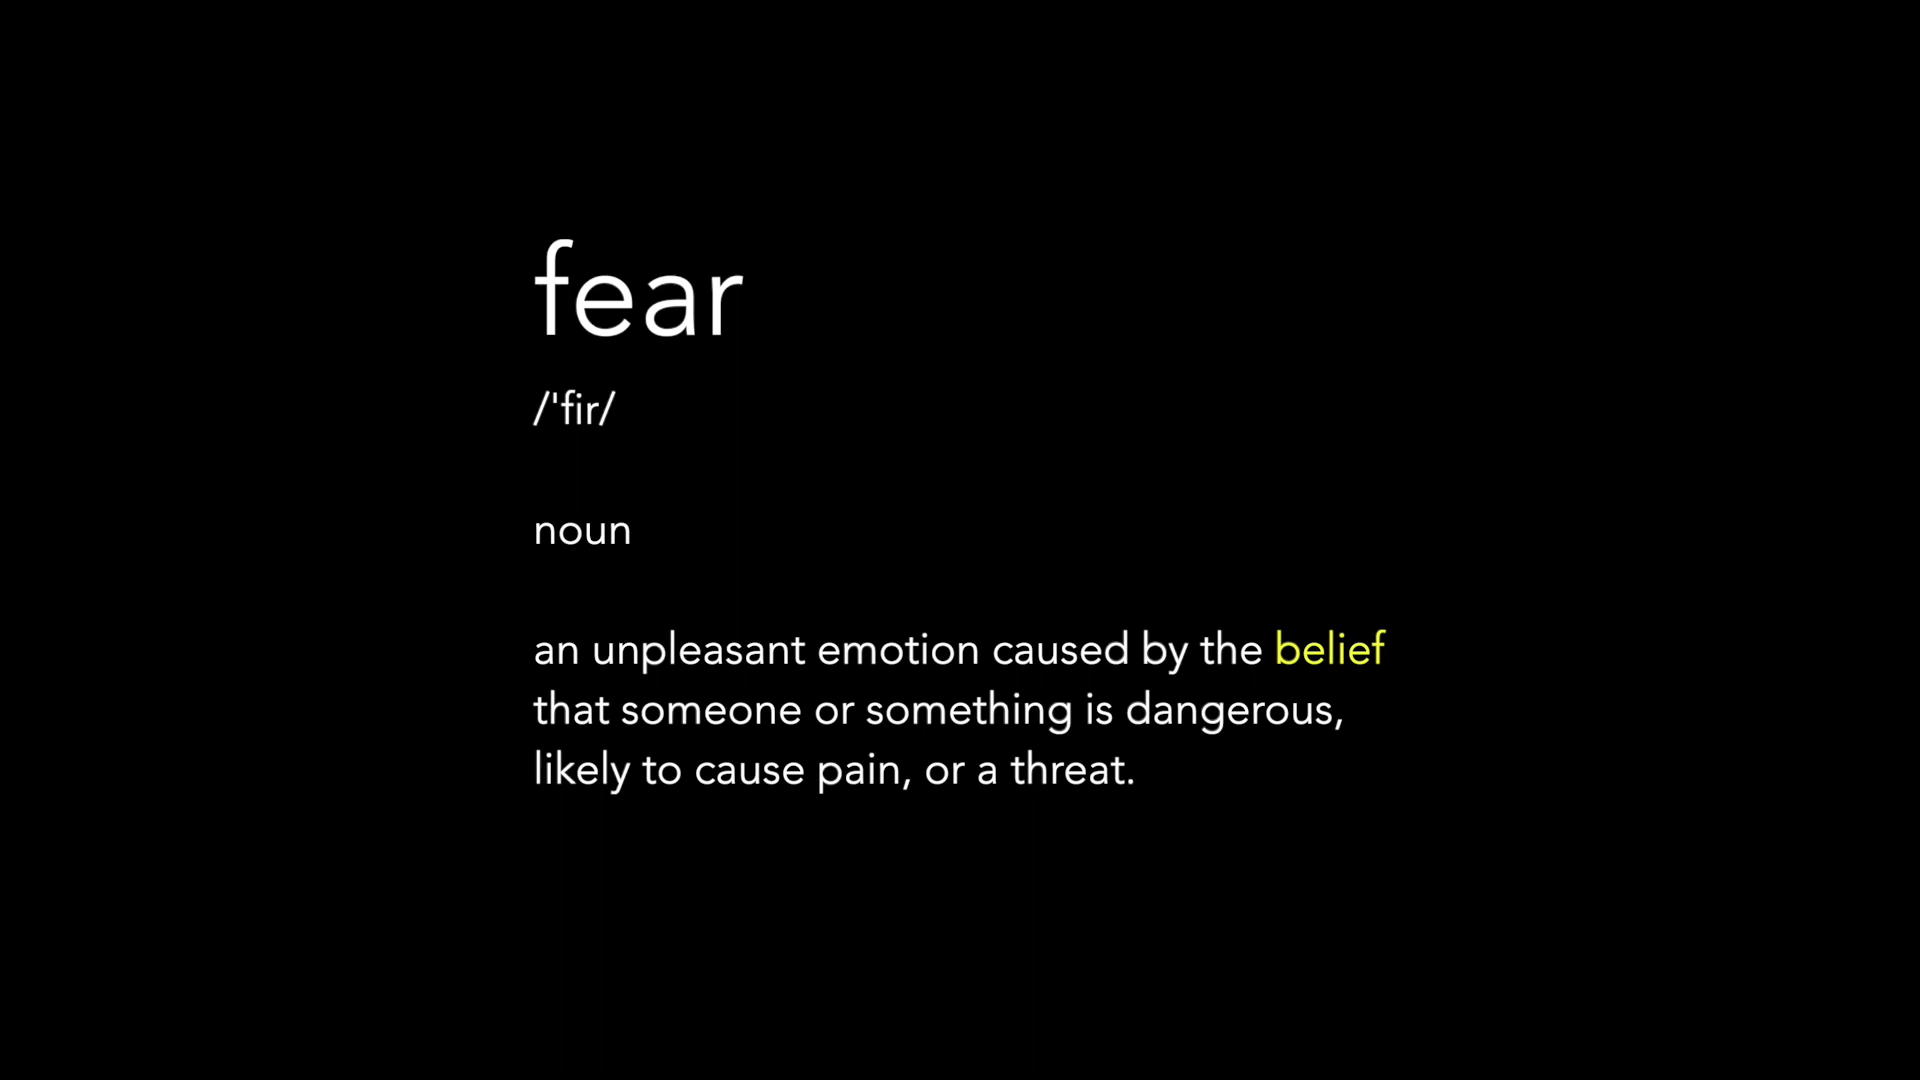 fear
/'fir/
noun
an unpleasant emotion caused by the belief
that someone or something is dangerous,
likely to cause pain, or a threat.